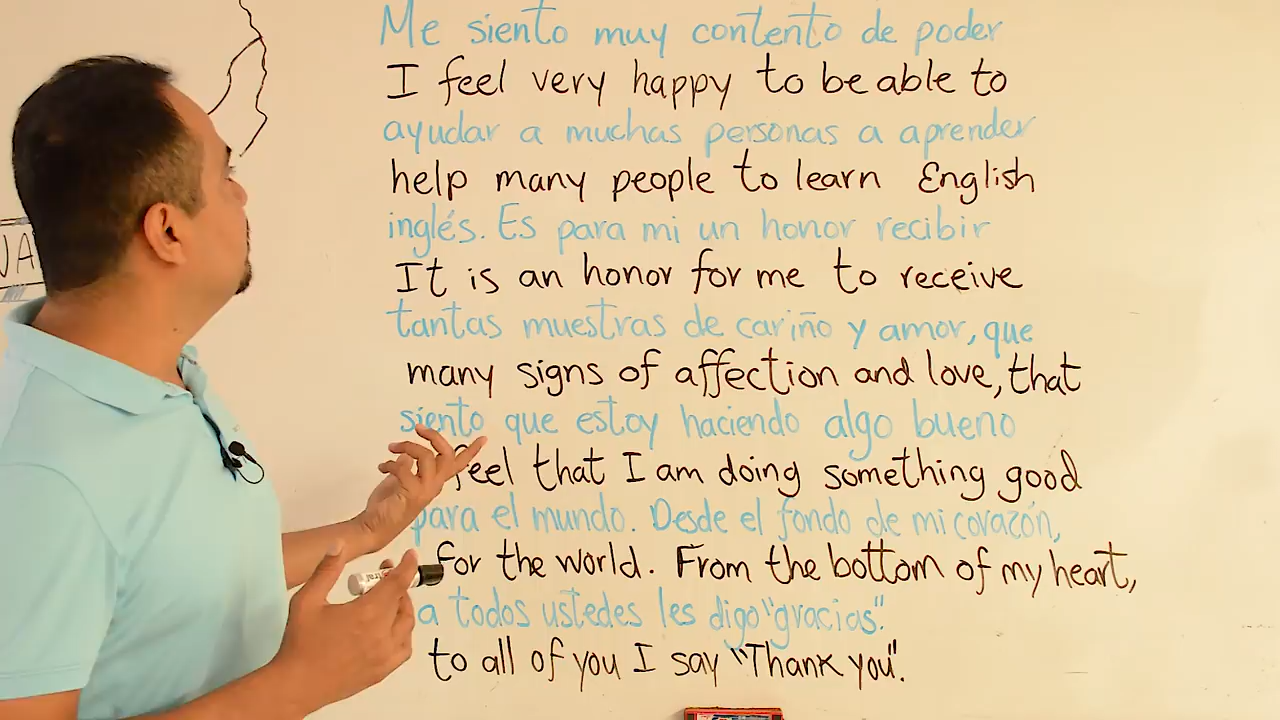 Me siento muy contento de poder
I feel very happy to be able to
ayudar a muchas personas a aprender
help many people to learn English
inglés. Es para mi un honor recibir
It is an honor for me to receive
tantas muestras de cariño y amor, que
many signs of affection and love, that
siento que estoy haciendo algo bueno
feel that I am doing something good
para el mundo. Desde el fondo de mi corazón,
for the world. From the bottom of my heart,
a todos ustedes les digo "gracias".
to all of you I say "Thank you".